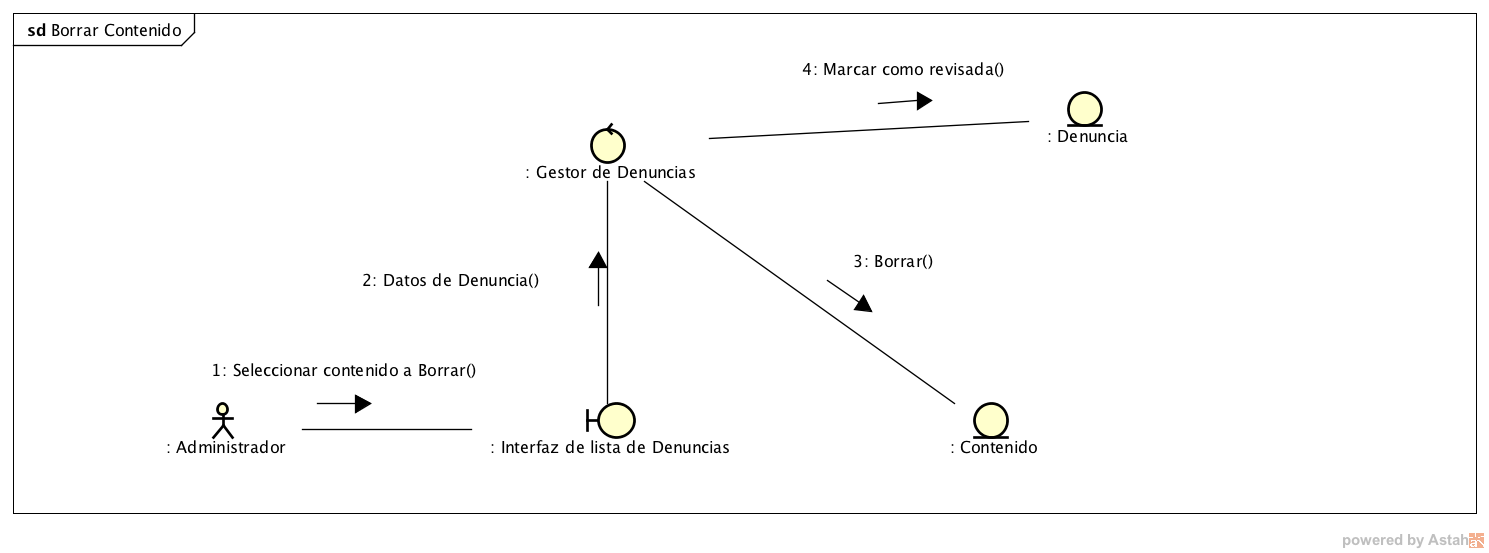 sd Borrar Contenido
4: Marcar como revisada()
: Denuncia
: Gestor de Denuncias
3: Borrar()
2: Datos de Denuncia()
1: Seleccionar contenido a Borrar()
: Administrador
: Interfaz de lista de Denuncias
: Contenido
powered by Astah